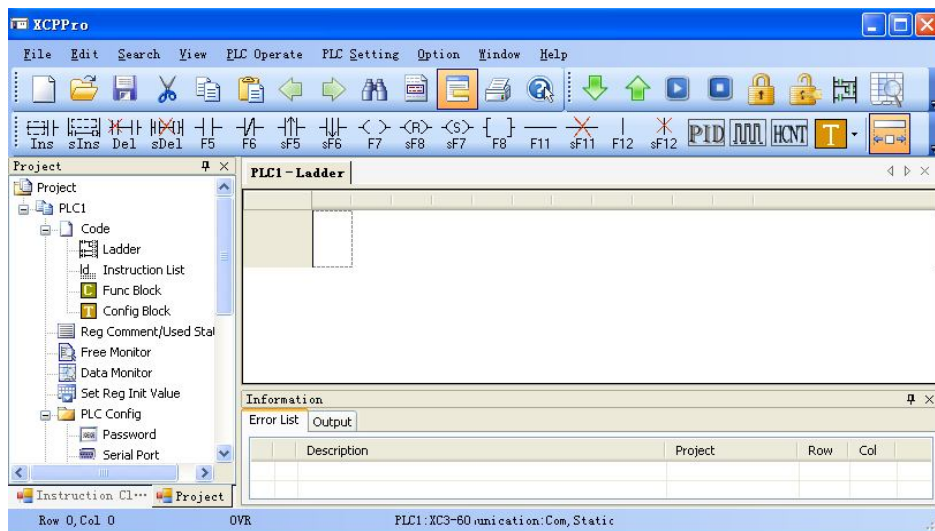 XCPPro
File Edit Search View PLC Operate PLC Setting Option Window Help
Ins sIns Del sDel F5 F6 sF5 sF6 F7 sF8 sF7 F8 F11 sF11 F12 sF12 PID HCNT T
Project
PLC1 - Ladder
Project
PLC1
Code
Ladder
Instruction List
Func Block
Config Block
Reg Comment/Used Sta
Free Monitor
Data Monitor
Set Reg Init Value
PLC Config
Password
Serial Port
Instruction Cl... Project
Information
Error List Output
Description Project Row Col
Row 0, Col 0 OVR PLC1:XC3-60 unication:Com, Static